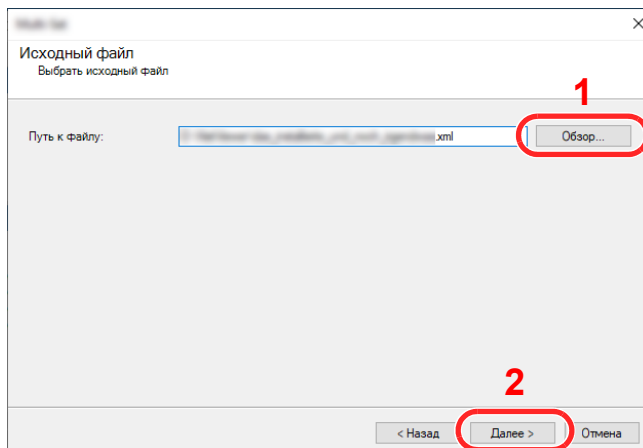 Исходный файл
Выбрать исходный файл
1
Путь к файлу: .xml Обзор...
2
< Назад Далее > Отмена